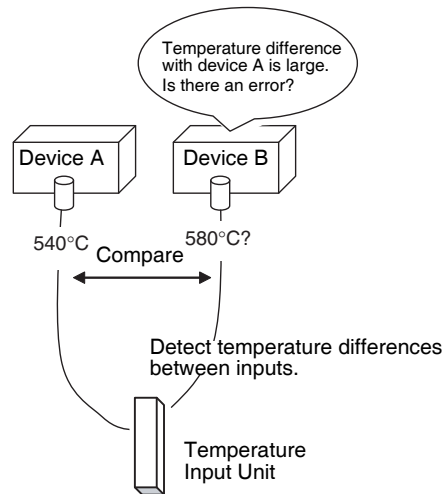 Temperature difference
with device A is large.
Is there an error?
Device A
Device B
540°C
580°C?
Compare
Detect temperature differences
between inputs.
Temperature
Input Unit